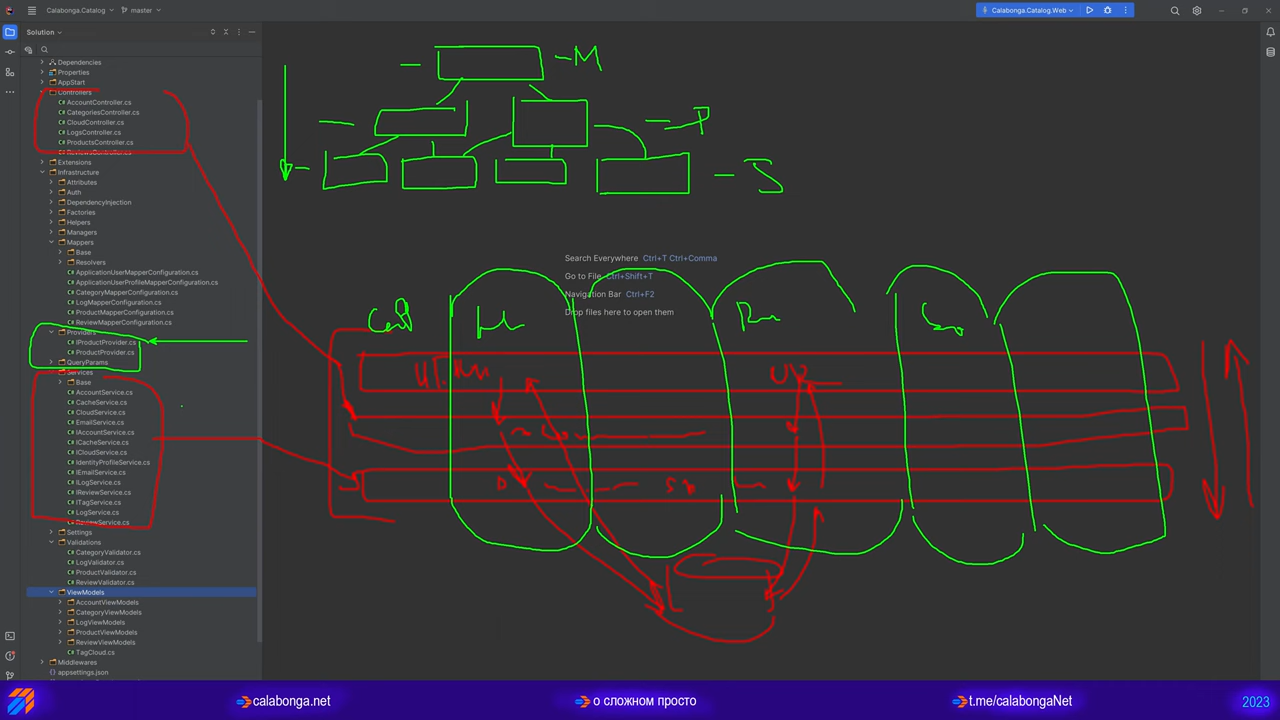 Calabonga.Catalog
master
Calabonga.Catalog.Web
Solution
Dependencies
Properties
AppStart
Controllers
AccountController.cs
CategoriesController.cs
CloudController.cs
LogsController.cs
ProductsController.cs
ReviewsController.cs
Extensions
Infrastructure
Attributes
Auth
DependencyInjection
Factories
Helpers
Managers
Mappers
Base
Resolvers
ApplicationUserMapperConfiguration.cs
ApplicationUserProfileMapperConfiguration.cs
CategoryMapperConfiguration.cs
LogMapperConfiguration.cs
ProductMapperConfiguration.cs
ReviewMapperConfiguration.cs
Providers
IProductProvider.cs
ProductProvider.cs
QueryParams
Services
Base
AccountService.cs
CacheService.cs
CloudService.cs
EmailService.cs
IAccountService.cs
ICacheService.cs
ICloudService.cs
IdentityProfileService.cs
IEmailService.cs
ILogService.cs
IReviewService.cs
ITagService.cs
LogService.cs
ReviewService.cs
Settings
Validations
CategoryValidator.cs
LogValidator.cs
ProductValidator.cs
ReviewValidator.cs
ViewModels
AccountViewModels
CategoryViewModels
LogViewModels
ProductViewModels
ReviewViewModels
TagCloud.cs
Middlewares
appsettings.json
M
P
S
Search Everywhere Ctrl+T Ctrl+Comma
Go to File Ctrl+Shift+T
Navigation Bar Ctrl+F2
Drop files here to open them
calabonga.net
о сложном просто
t.me/calabongaNet
2023